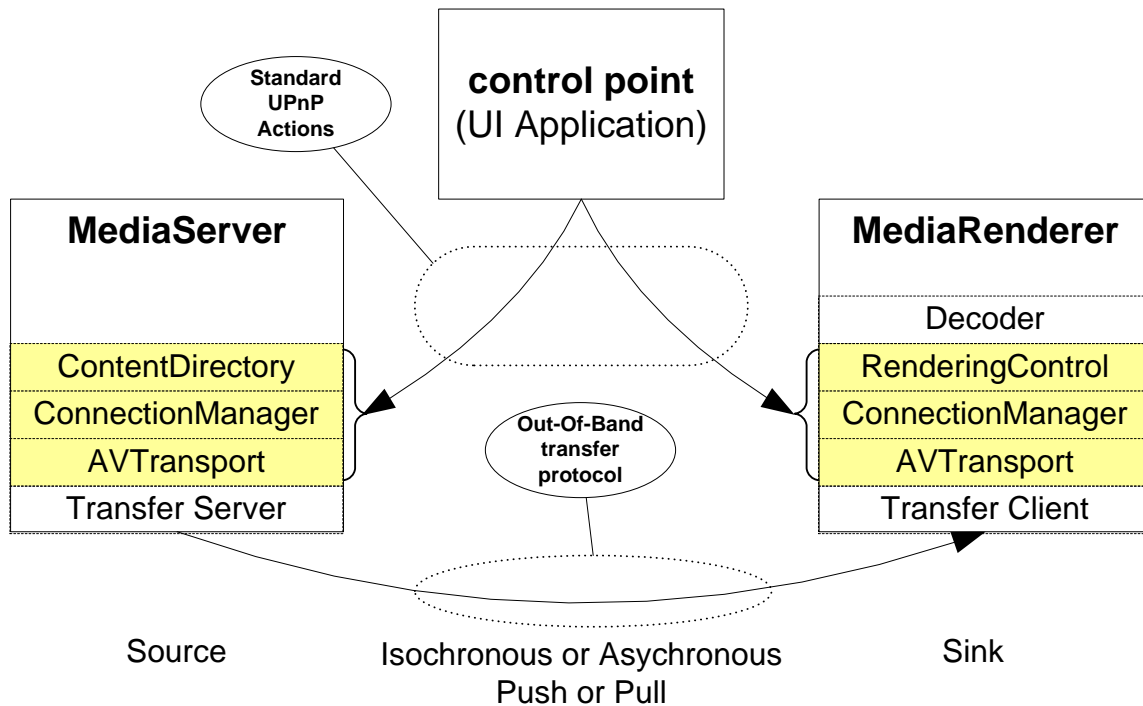 Standard
UPnP
Actions
control point
(UI Application)
MediaServer
ContentDirectory
ConnectionManager
AVTransport
Transfer Server
MediaRenderer
Decoder
RenderingControl
ConnectionManager
AVTransport
Transfer Client
Out-Of-Band
transfer
protocol
Source
Isochronous or Asychronous
Push or Pull
Sink